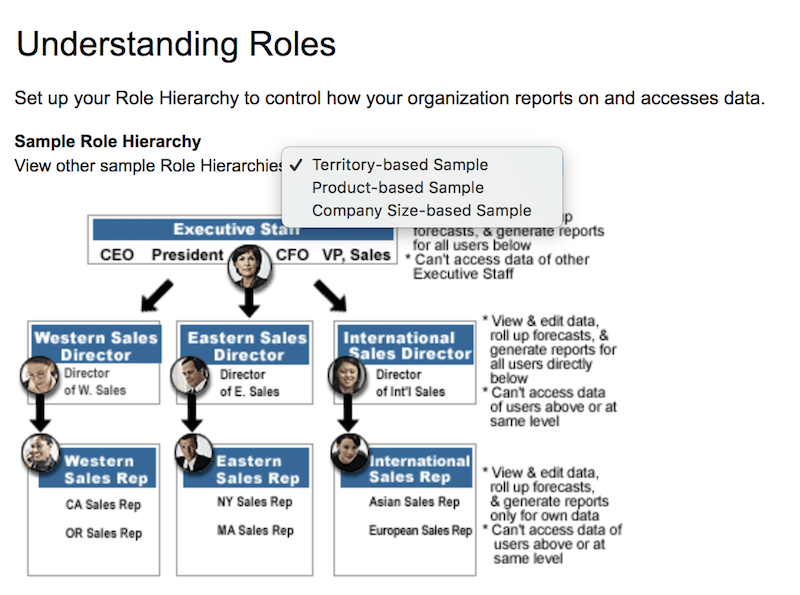 Understanding Roles
Set up your Role Hierarchy to control how your organization reports on and accesses data.
Sample Role Hierarchy
View other sample Role Hierarchies
✓ Territory-based Sample
Product-based Sample
Company Size-based Sample
Executive Staff
CEO President CFO VP, Sales
forecasts, & generate reports
for all users below
* Can't access data of other
Executive Staff
Western Sales
Director
Director
of W. Sales
Eastern Sales
Director
Director
of E. Sales
International
Sales Director
Director
of Int'l Sales
* View & edit data,
roll up forecasts, &
generate reports for
all users directly
below
* Can't access data
of users above or at
same level
Western
Sales Rep
CA Sales Rep
OR Sales Rep
Eastern
Sales Rep
NY Sales Rep
MA Sales Rep
International
Sales Rep
Asian Sales Rep
European Sales Rep
* View & edit data,
roll up forecasts,
& generate reports
only for own data
* Can't access data of
users above or at
same level